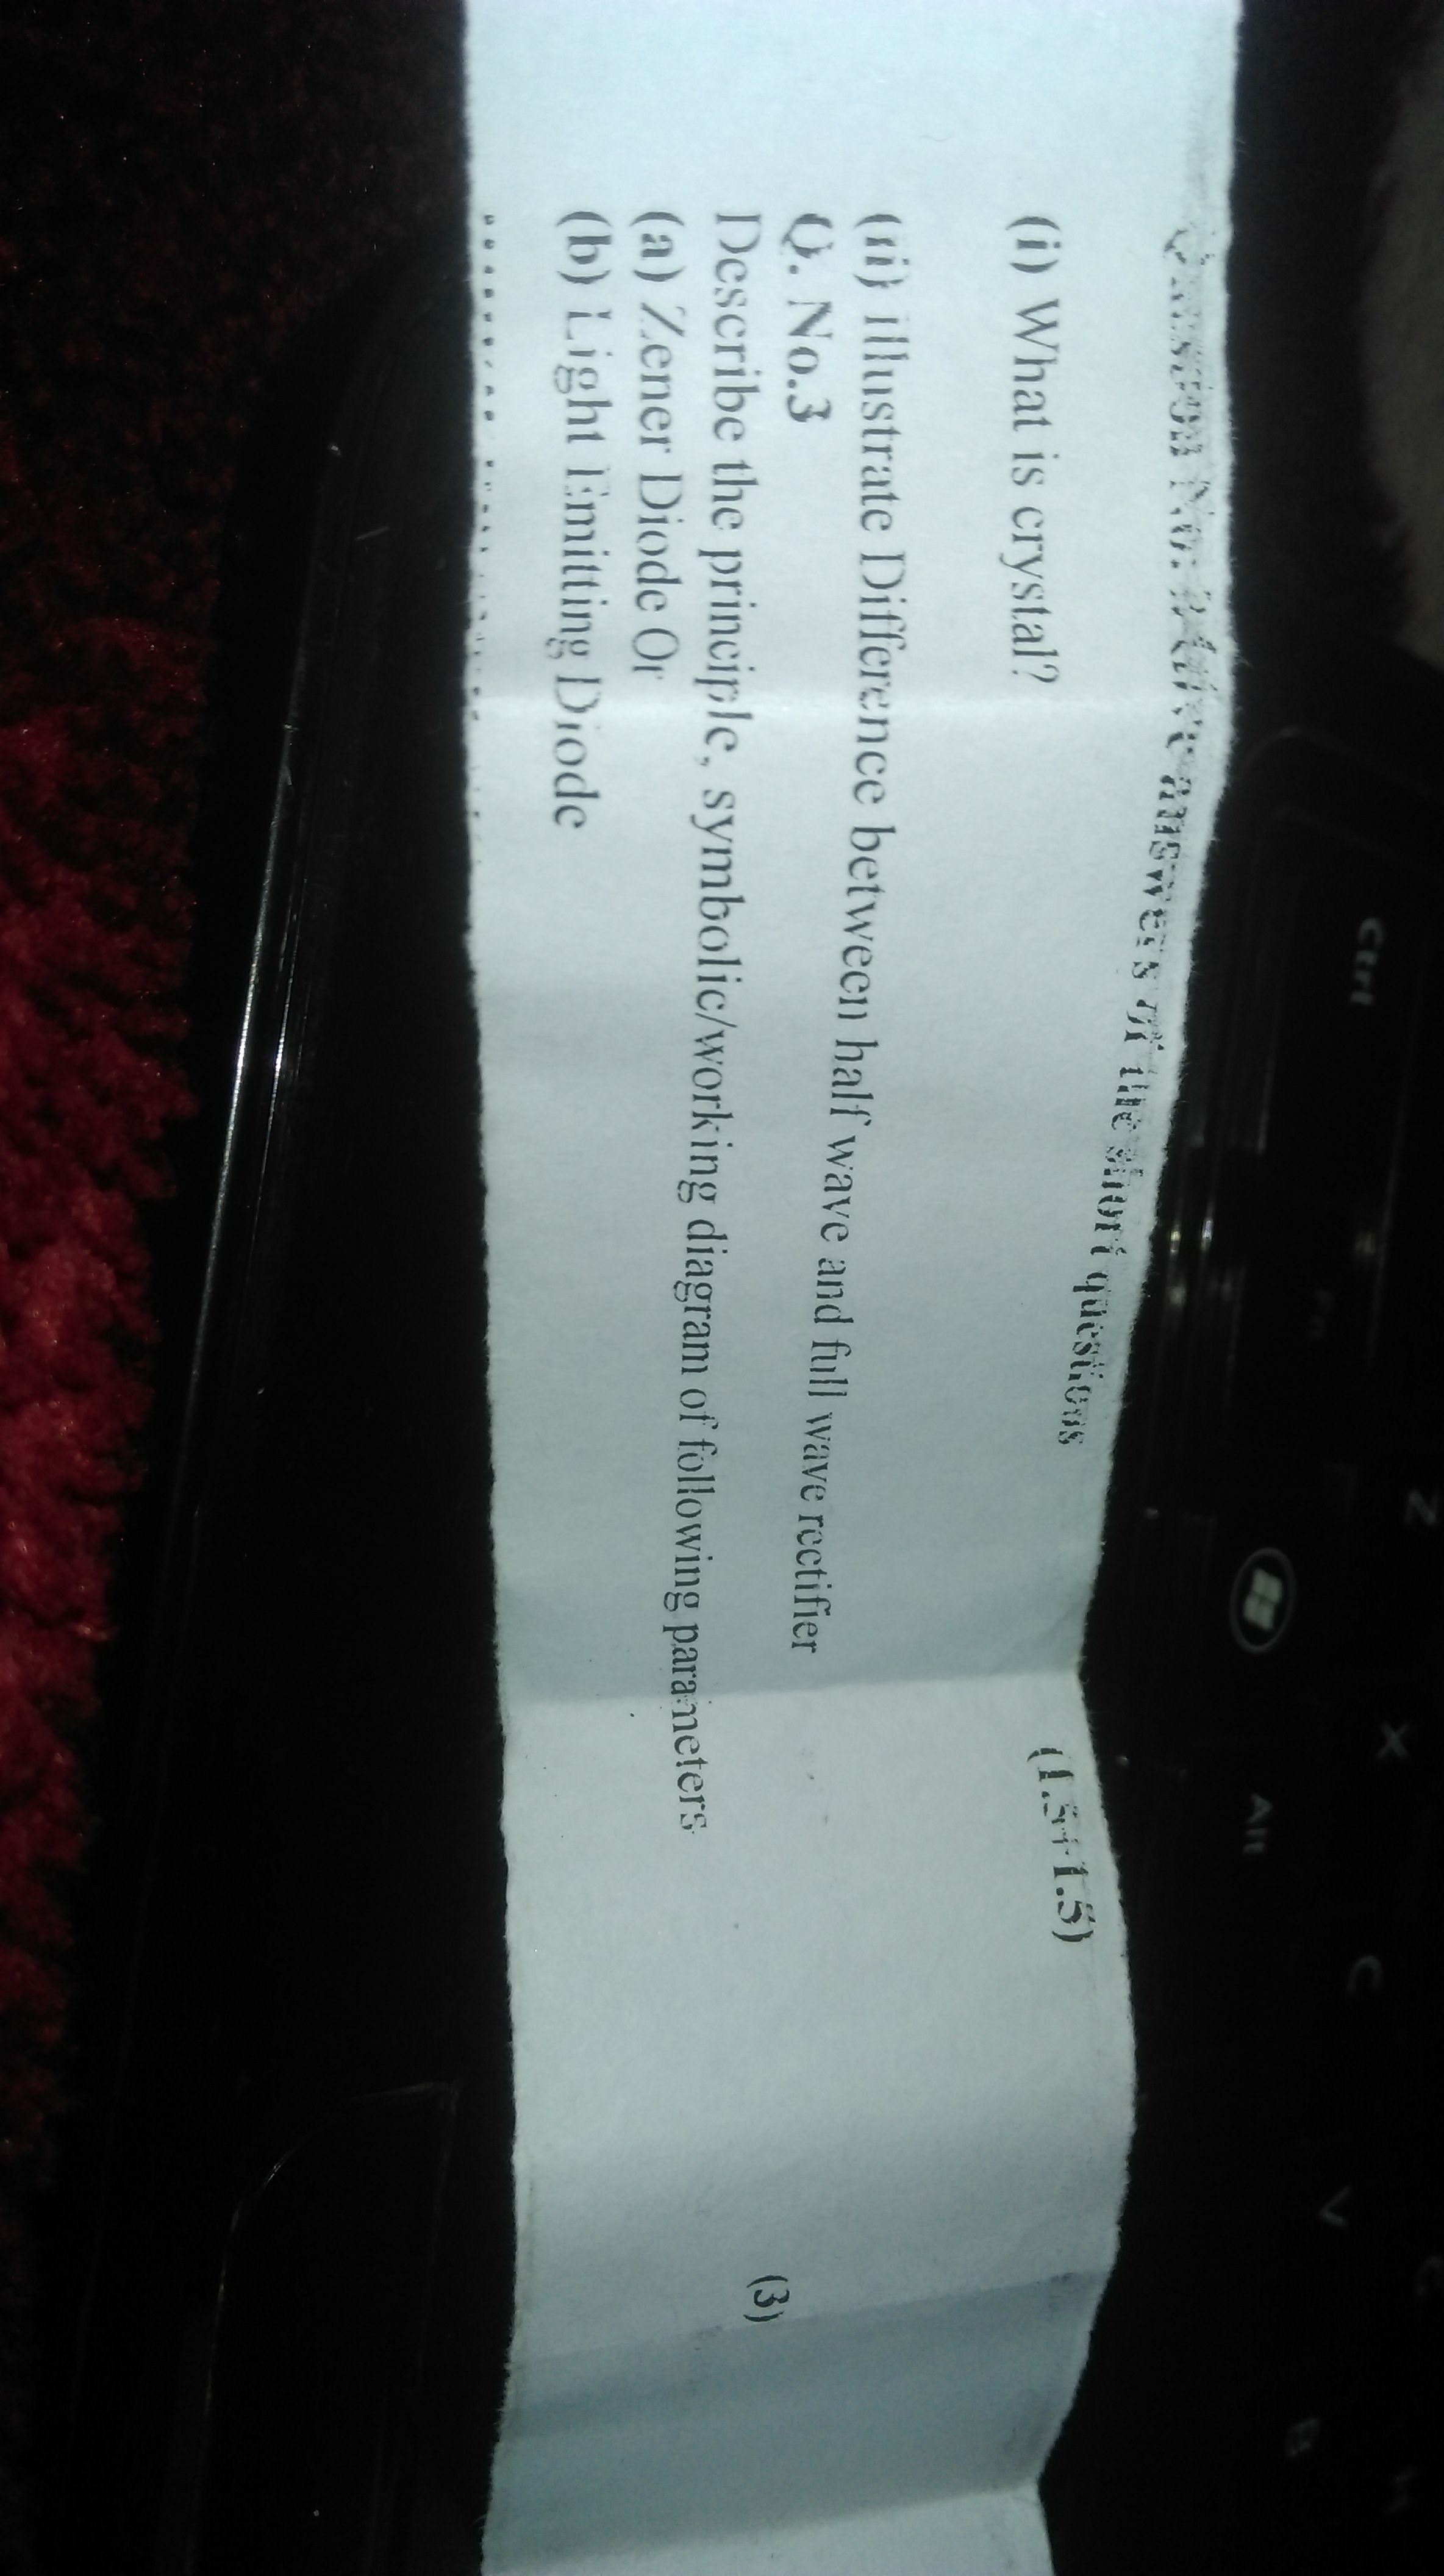 Question No. 2 Give answers of the short questions (1.5+1.5)
(i) What is crystal?
(ii) illustrate Difference between half wave and full wave rectifier
Q. No.3 (3)
Describe the principle, symbolic/working diagram of following parameters
(a) Zener Diode Or
(b) Light Emitting Diode
Ctrl
Fn
Alt
Z
X
C
V
B